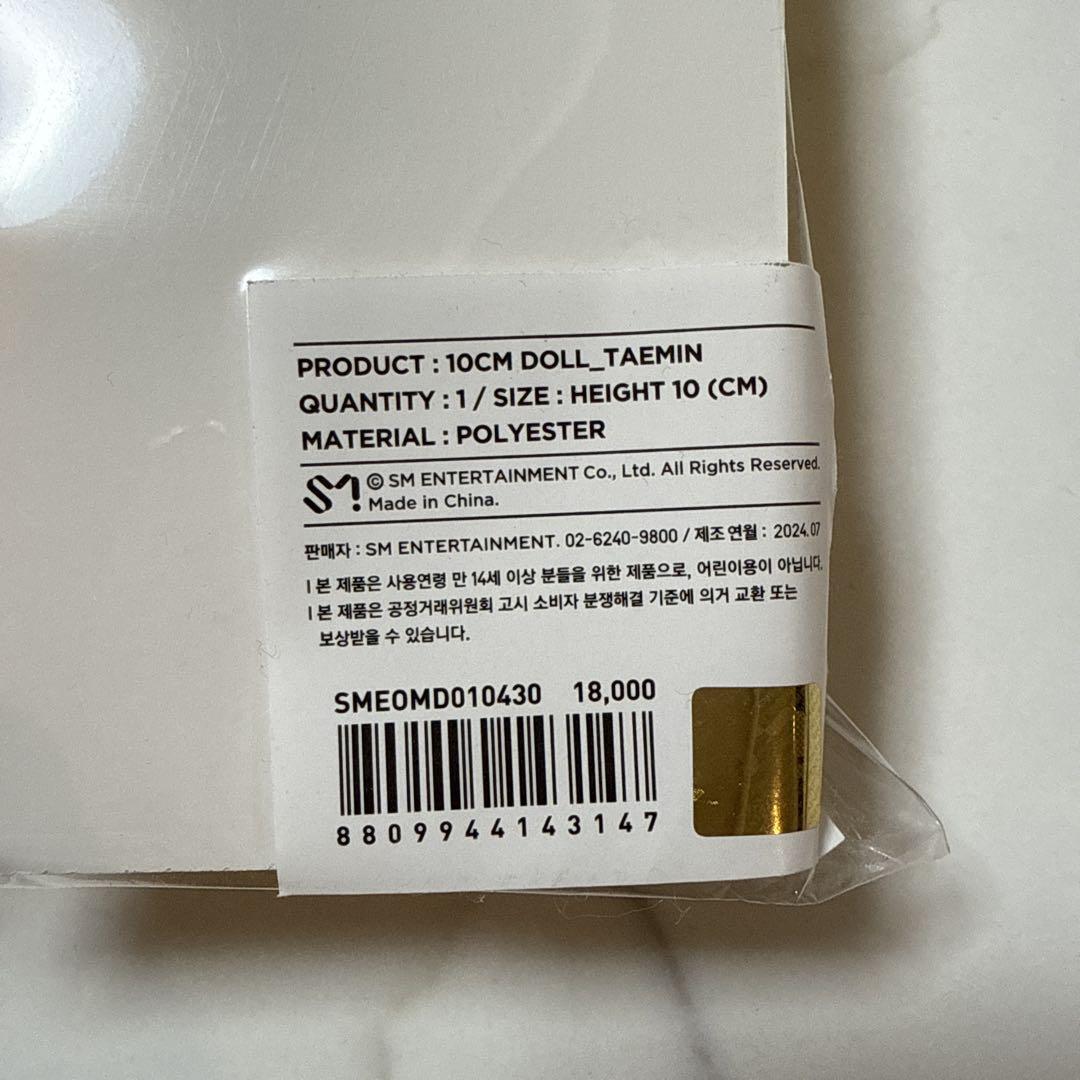 PRODUCT : 10CM DOLL_TAEMIN
QUANTITY : 1 / SIZE : HEIGHT 10 (CM)
MATERIAL : POLYESTER
SM! © SM ENTERTAINMENT Co., Ltd. All Rights Reserved.
Made in China.
판매자 : SM ENTERTAINMENT. 02-6240-9800 / 제조연월 : 2024.07
| 본 제품은 사용연령 만 14세 이상 분들을 위한 제품으로, 어린이용이 아닙니다.
| 본 제품은 공정거래위원회 고시 소비자 분쟁해결 기준에 의거 교환 또는
보상받을 수 있습니다.
SMEOMD010430 18,000
8809944143147